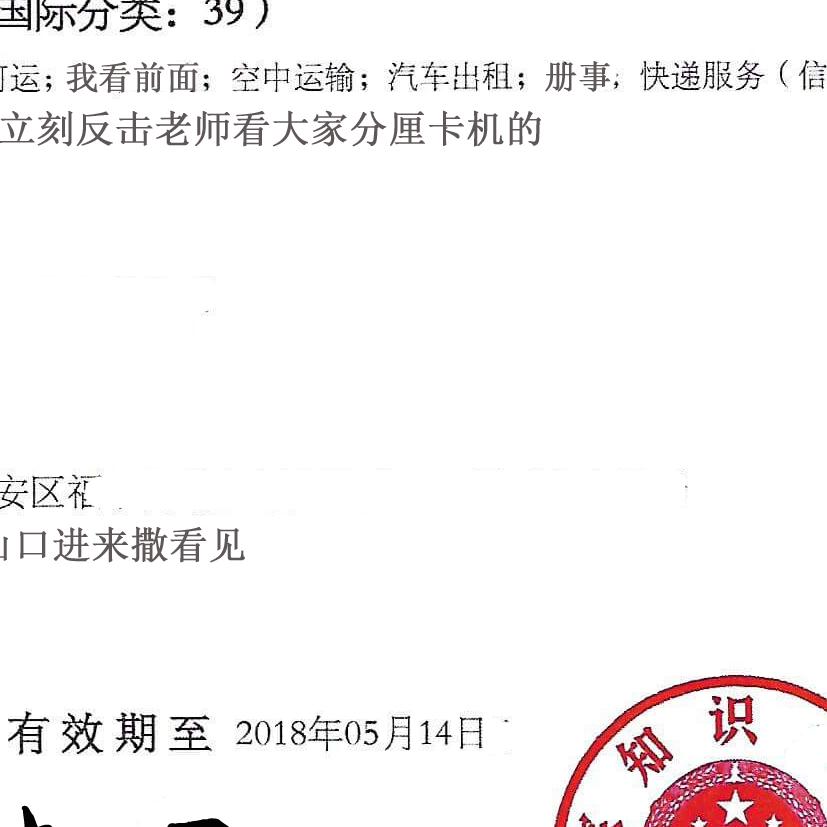 国际分类：39）
运；我看前面；空中运输；汽车出租；册事，快递服务（信
立刻反击老师看大家分厘卡机的
安区福
山口进来撒看见
有效期至 2018年05月14日
知识